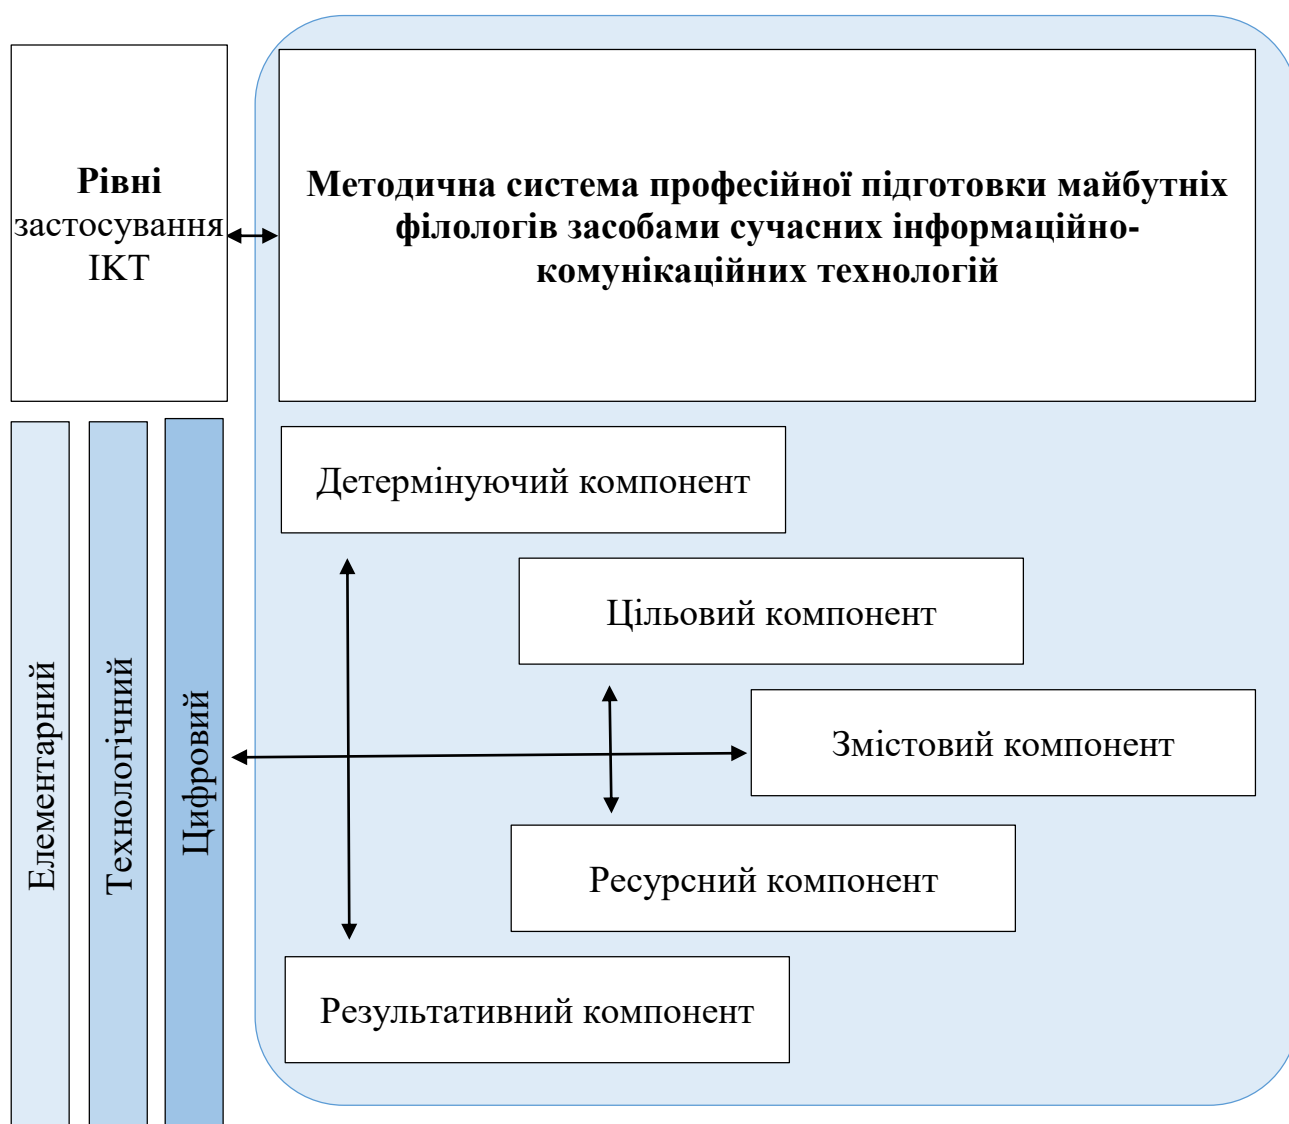 Рівні
застосування
ІКТ
Методична система професійної підготовки майбутніх
філологів засобами сучасних інформаційно-
комунікаційних технологій
Елементарний
Технологічний
Цифровий
Детермінуючий компонент
Цільовий компонент
Змістовий компонент
Ресурсний компонент
Результативний компонент